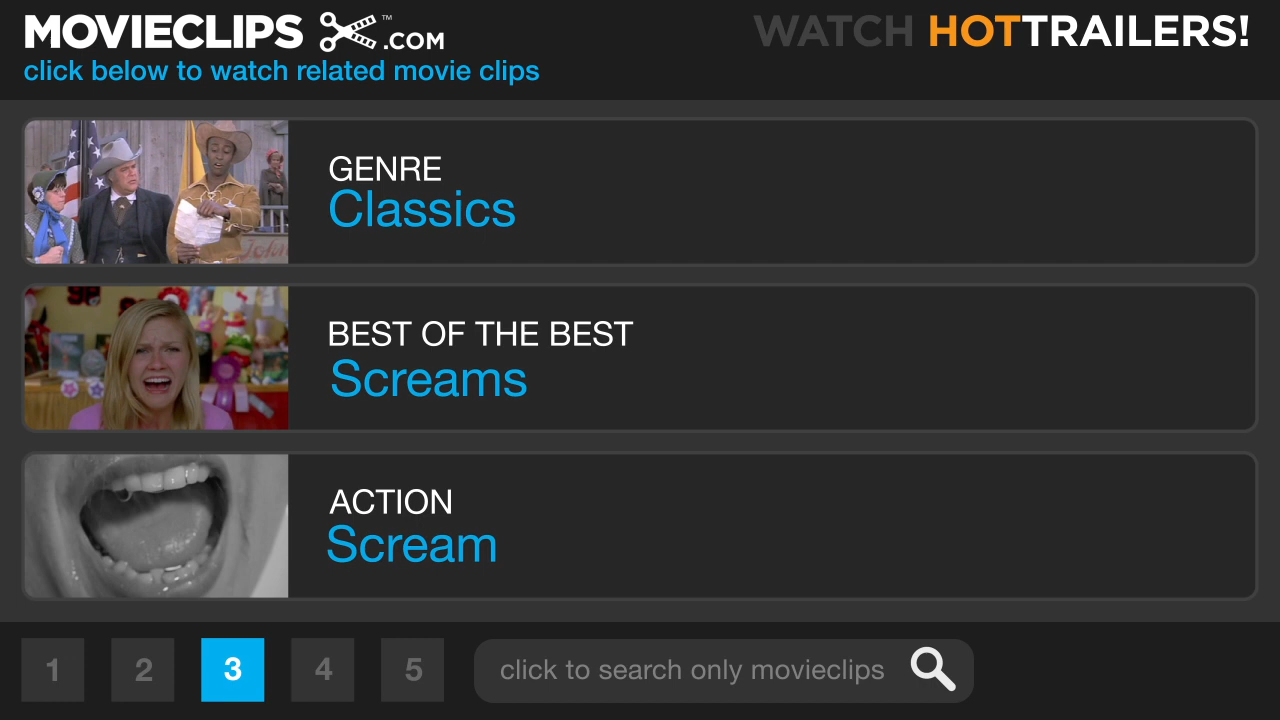 MOVIECLIPS ™ .COM
WATCH HOTTRAILERS!
click below to watch related movie clips
GENRE
Classics
BEST OF THE BEST
Screams
ACTION
Scream
1 2 3 4 5
click to search only movieclips